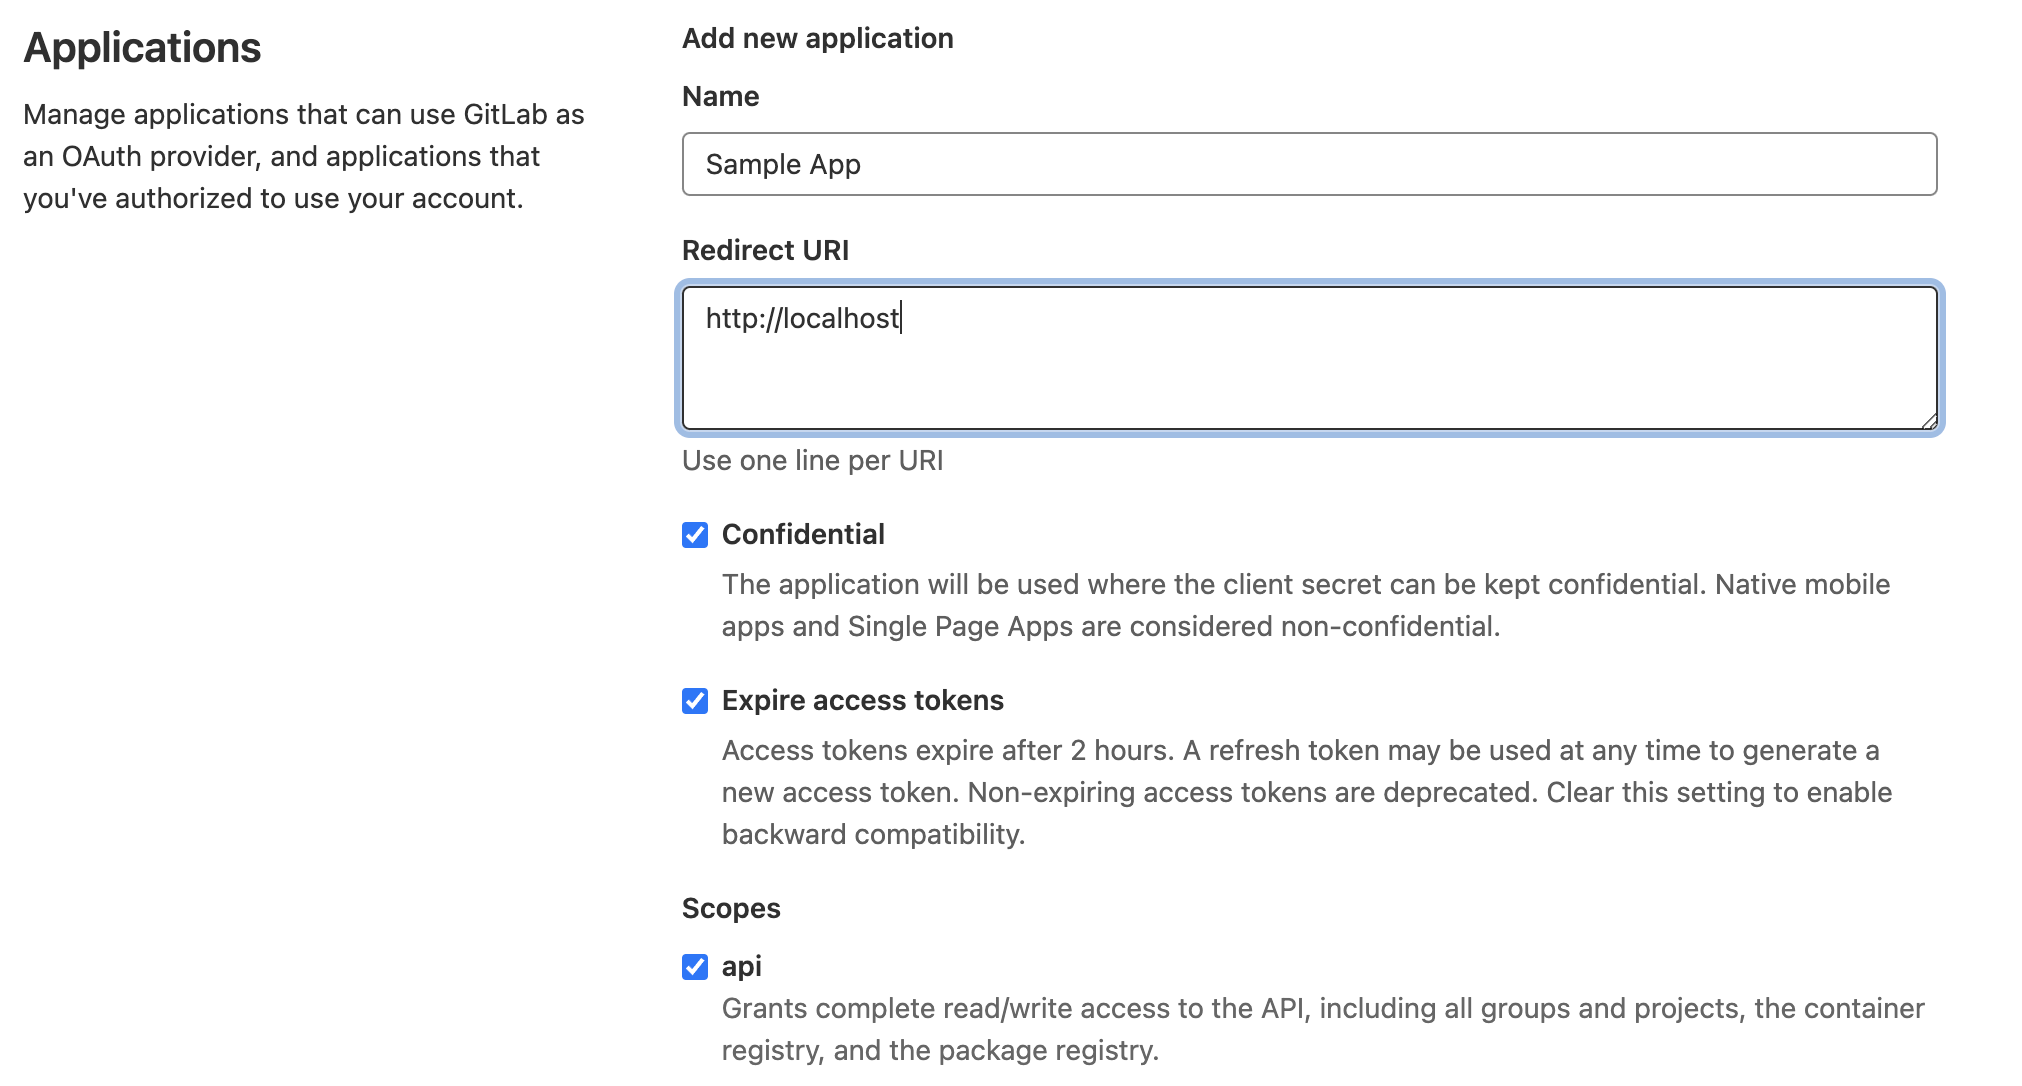 Applications
Manage applications that can use GitLab as
an OAuth provider, and applications that
you've authorized to use your account.
Add new application
Name
Sample App
Redirect URI
http://localhost
Use one line per URI
Confidential
The application will be used where the client secret can be kept confidential. Native mobile
apps and Single Page Apps are considered non-confidential.
Expire access tokens
Access tokens expire after 2 hours. A refresh token may be used at any time to generate a
new access token. Non-expiring access tokens are deprecated. Clear this setting to enable
backward compatibility.
Scopes
api
Grants complete read/write access to the API, including all groups and projects, the container
registry, and the package registry.